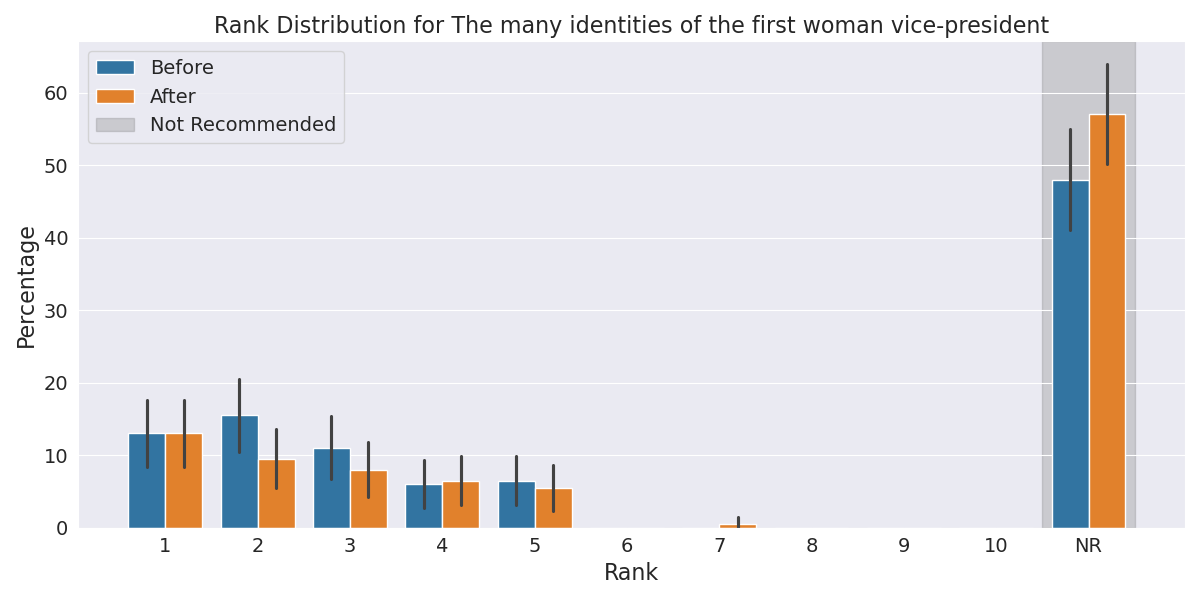 Rank Distribution for The many identities of the first woman vice-president
Before
After
Not Recommended
Percentage
60
50
40
30
20
10
0
1 2 3 4 5 6 7 8 9 10 NR
Rank